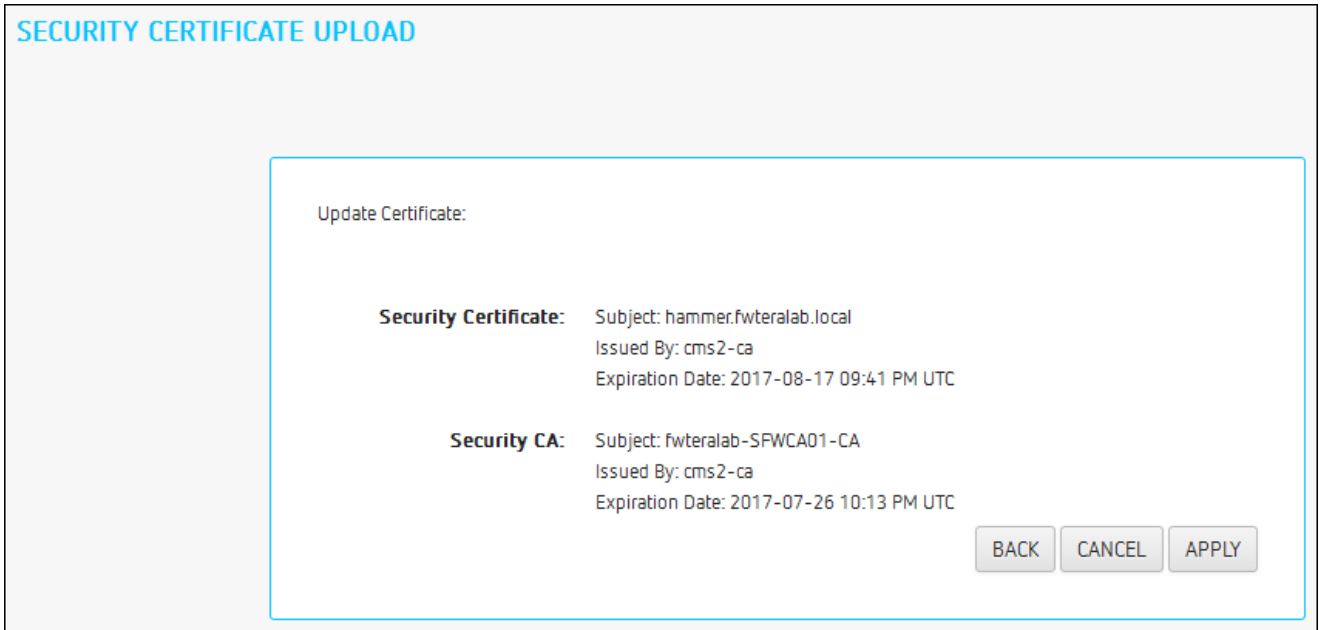 SECURITY CERTIFICATE UPLOAD
Update Certificate:
Security Certificate: Subject: hammer.fwteralab.local
Issued By: cms2-ca
Expiration Date: 2017-08-17 09:41 PM UTC
Security CA: Subject: fwteralab-SFWCA01-CA
Issued By: cms2-ca
Expiration Date: 2017-07-26 10:13 PM UTC
BACK CANCEL APPLY